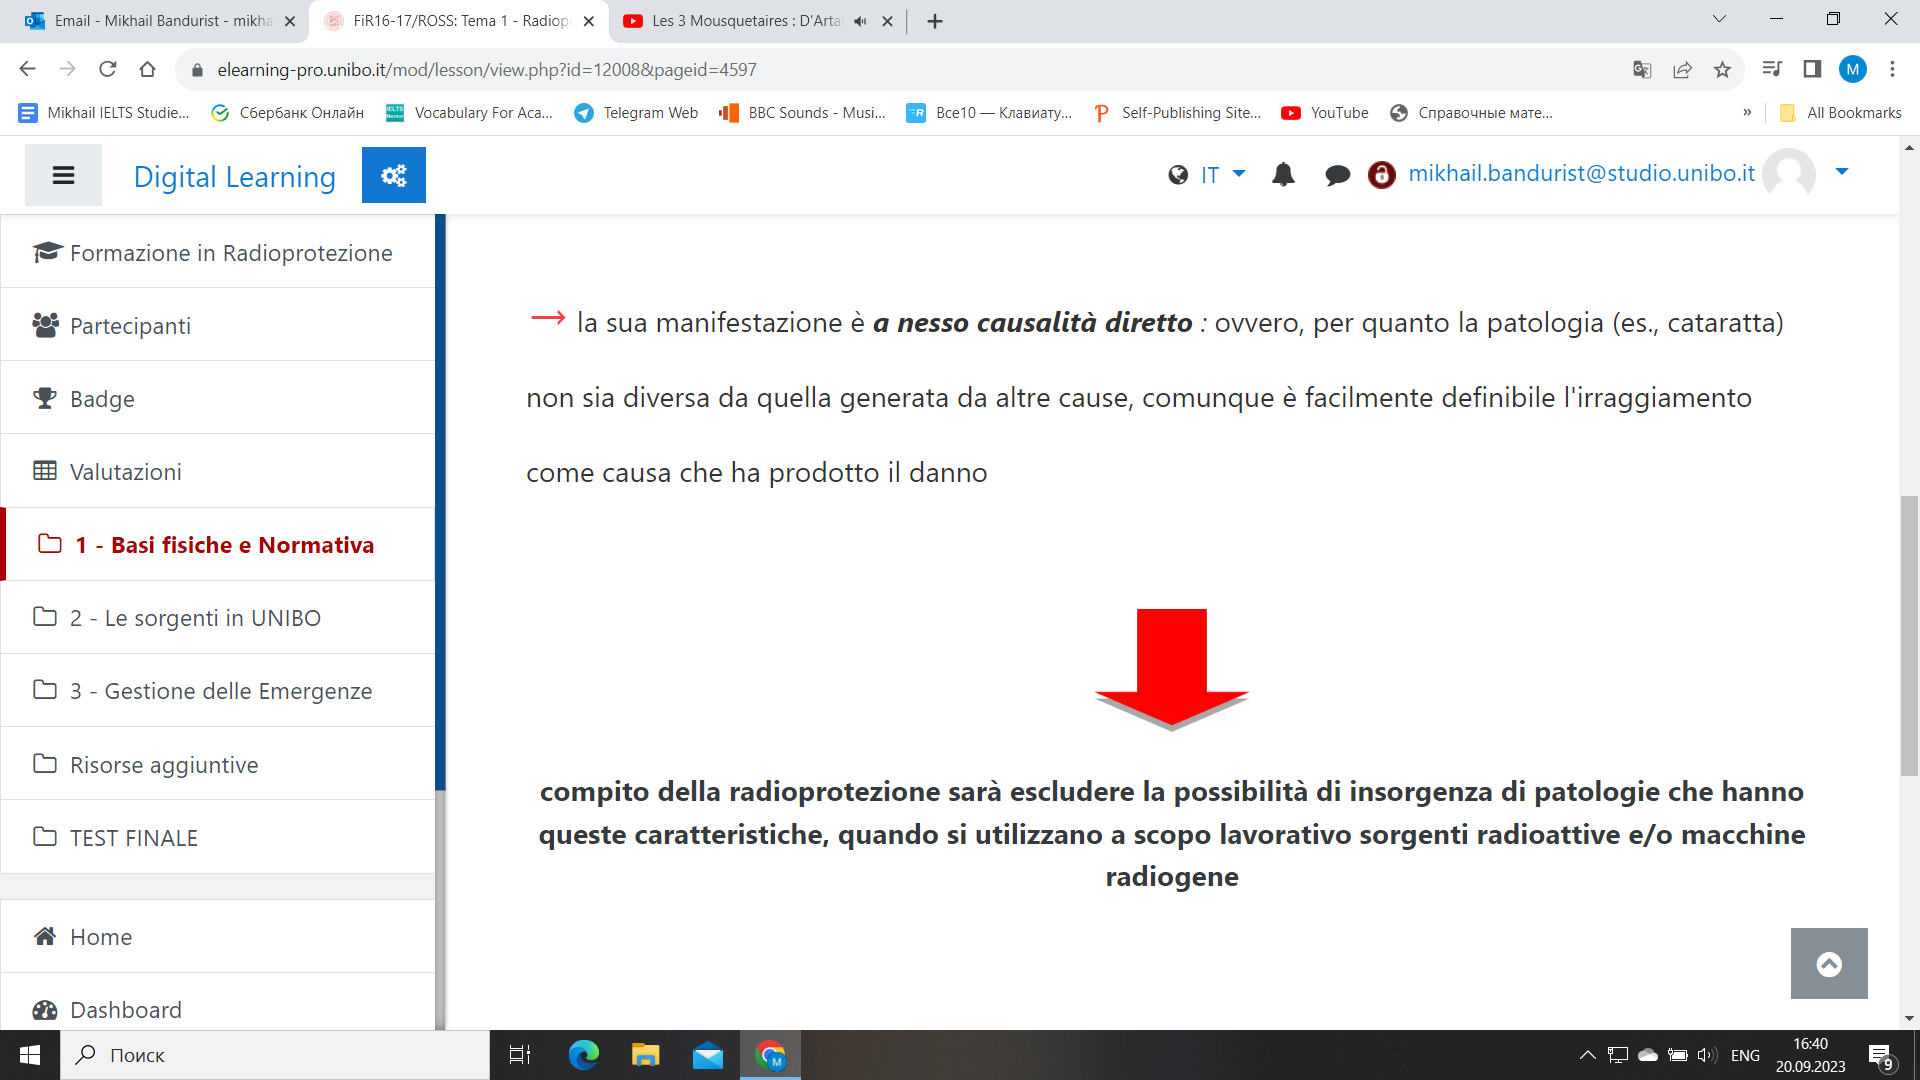 Email - Mikhail Bandurist - mikha
FiR16-17/ROSS: Tema 1 - Radiop
Les 3 Mousquetaires : D'Arta
elearning-pro.unibo.it/mod/lesson/view.php?id=12008&pageid=4597
M
Mikhail IELTS Studie...
Сбербанк Онлайн
IELTS Mentor
Vocabulary For Aca...
Telegram Web
BBC Sounds - Musi...
Все10 — Клавиату...
Self-Publishing Site...
YouTube
Справочные мате...
»
All Bookmarks
Digital Learning
IT
mikhail.bandurist@studio.unibo.it
Formazione in Radioprotezione
Partecipanti
Badge
Valutazioni
1 - Basi fisiche e Normativa
2 - Le sorgenti in UNIBO
3 - Gestione delle Emergenze
Risorse aggiuntive
TEST FINALE
Home
Dashboard
la sua manifestazione è a nesso causalità diretto : ovvero, per quanto la patologia (es., cataratta)
non sia diversa da quella generata da altre cause, comunque è facilmente definibile l'irraggiamento
come causa che ha prodotto il danno
compito della radioprotezione sarà escludere la possibilità di insorgenza di patologie che hanno
queste caratteristiche, quando si utilizzano a scopo lavorativo sorgenti radioattive e/o macchine
radiogene
Поиск
M
ENG
16:40
20.09.2023
9